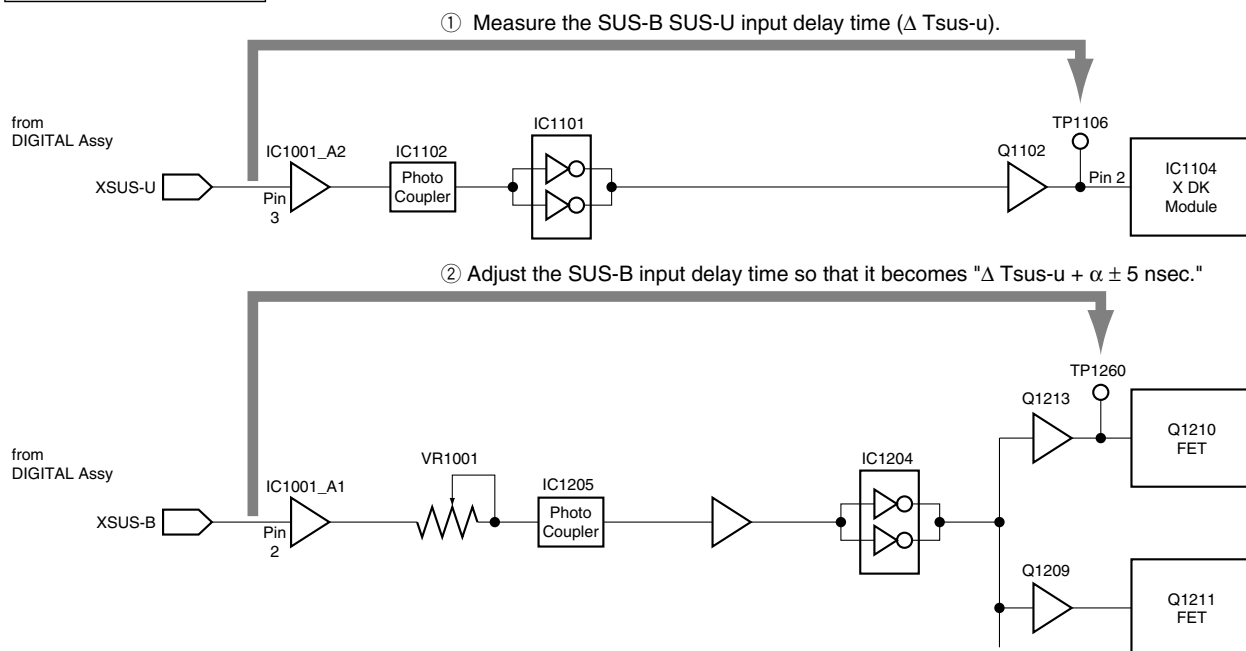 ① Measure the SUS-B SUS-U input delay time (Δ Tsus-u).
from
DIGITAL Assy
XSUS-U
Pin
3
IC1001_A2
IC1102
Photo
Coupler
IC1101
Q1102
TP1106
Pin 2
IC1104
X DK
Module
② Adjust the SUS-B input delay time so that it becomes "Δ Tsus-u + α ± 5 nsec."
from
DIGITAL Assy
XSUS-B
Pin
2
IC1001_A1
VR1001
IC1205
Photo
Coupler
IC1204
Q1213
TP1260
Q1210
FET
Q1209
Q1211
FET